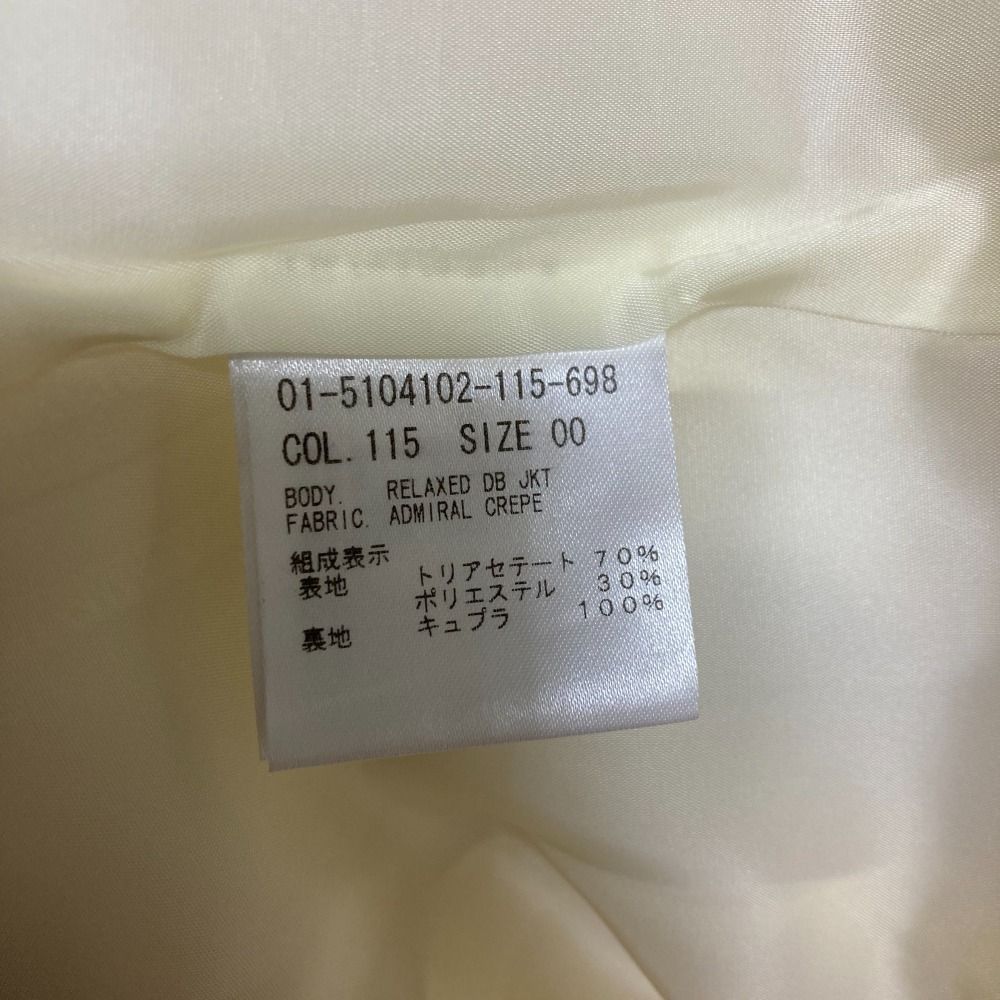 01-5104102-115-698
COL. 115 SIZE 00
BODY. RELAXED DB JKT
FABRIC. ADMIRAL CREPE
組成表示
表地 トリアセテート 70%
ポリエステル 30%
裏地 キュプラ 100%